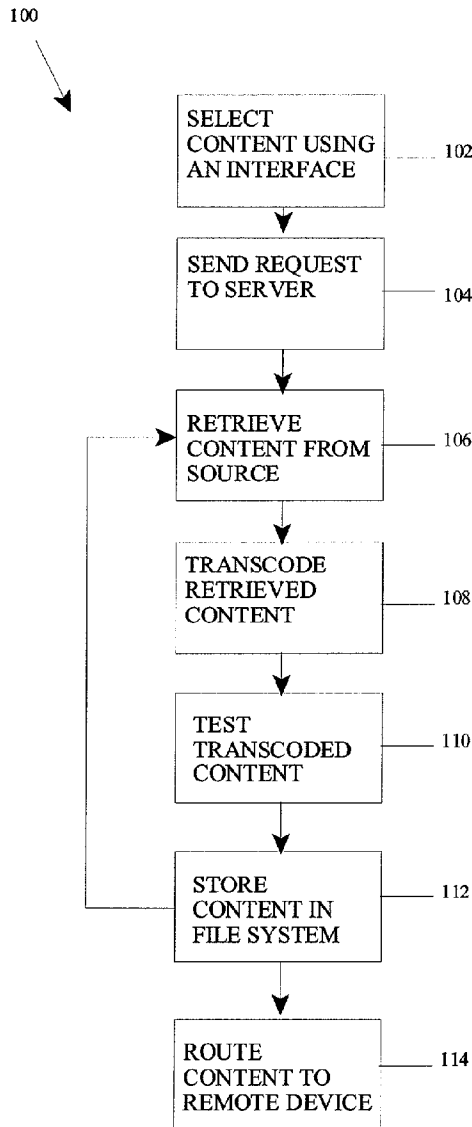 100
SELECT
CONTENT USING
AN INTERFACE
102
SEND REQUEST
TO SERVER
104
RETRIEVE
CONTENT FROM
SOURCE
106
TRANSCODE
RETRIEVED
CONTENT
108
TEST
TRANSCODED
CONTENT
110
STORE
CONTENT IN
FILE SYSTEM
112
ROUTE
CONTENT TO
REMOTE DEVICE
114